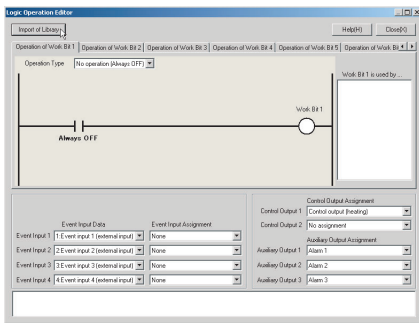 Logic Operation Editor
Import of Library
Help(H)
Close(X)
Operation of Work Bit 1
Operation of Work Bit 2
Operation of Work Bit 3
Operation of Work Bit 4
Operation of Work Bit 5
Operation of Work Bit
Operation Type
No operation (Always OFF)
Work Bit 1 is used by ...
Work Bit 1
Always OFF
Control Output Assignment
Control Output 1
Control output (heating)
Control Output 2
No assignment
Event Input Data
Event Input Assignment
Auxiliary Output Assignment
Event Input 1
1:Event input 1 (external input)
None
Auxiliary Output 1
Alarm 1
Event Input 2
2:Event input 2 (external input)
None
Auxiliary Output 2
Alarm 2
Event Input 3
3:Event input 3 (external input)
None
Auxiliary Output 3
Alarm 3
Event Input 4
4:Event input 4 (external input)
None